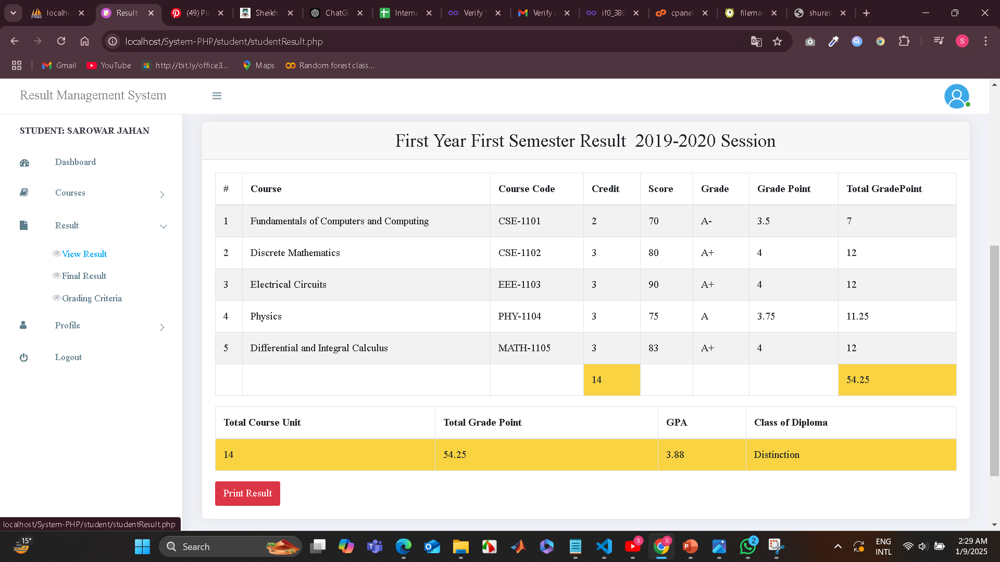 localho
Result
(49) Pi
Sheikh
ChatG
Intern
Verify
Verify
if0_380
cpanel
filema
shures
localhost/System-PHP/student/studentResult.php
S
Gmail
YouTube
http://bit.ly/office3...
Maps
Random forest class...
Result Management System
STUDENT: SAROWAR JAHAN
Dashboard
Courses
Result
View Result
Final Result
Grading Criteria
Profile
Logout
First Year First Semester Result 2019-2020 Session
# Course Course Code Credit Score Grade Grade Point Total GradePoint
1 Fundamentals of Computers and Computing CSE-1101 2 70 A- 3.5 7
2 Discrete Mathematics CSE-1102 3 80 A+ 4 12
3 Electrical Circuits EEE-1103 3 90 A+ 4 12
4 Physics PHY-1104 3 75 A 3.75 11.25
5 Differential and Integral Calculus MATH-1105 3 83 A+ 4 12
14 54.25
Total Course Unit Total Grade Point GPA Class of Diploma
14 54.25 3.88 Distinction
Print Result
localhost/System-PHP/student/studentResult.php
15°
Search
S
S
2
ENG
INTL
2:29 AM
1/9/2025